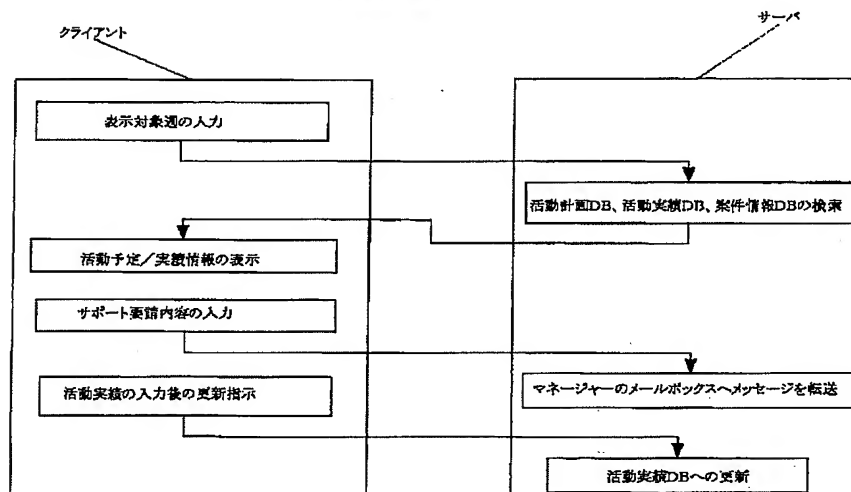 クライアント
サーバ
表示対象週の入力
活動計画DB、活動実績DB、案件情報DBの検索
活動予定／実績情報の表示
サポート要請内容の入力
マネージャーのメールボックスへメッセージを転送
活動実績の入力後の更新指示
活動実績DBへの更新